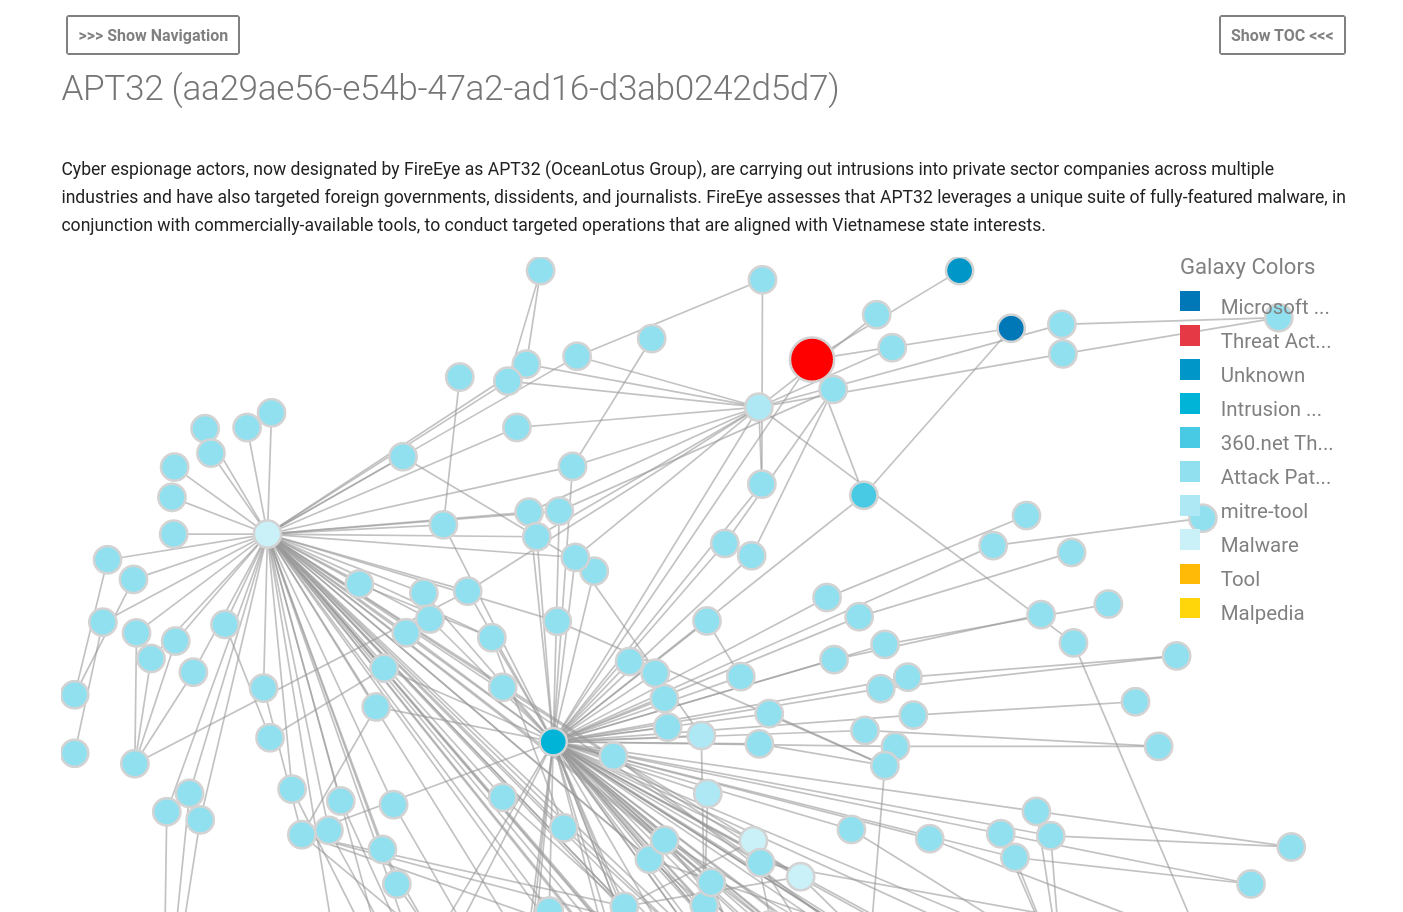 >>> Show Navigation
Show TOC <<<
APT32 (aa29ae56-e54b-47a2-ad16-d3ab0242d5d7)
Cyber espionage actors, now designated by FireEye as APT32 (OceanLotus Group), are carrying out intrusions into private sector companies across multiple
industries and have also targeted foreign governments, dissidents, and journalists. FireEye assesses that APT32 leverages a unique suite of fully-featured malware, in
conjunction with commercially-available tools, to conduct targeted operations that are aligned with Vietnamese state interests.
Galaxy Colors
Microsoft ...
Threat Act...
Unknown
Intrusion ...
360.net Th...
Attack Pat...
mitre-tool
Malware
Tool
Malpedia